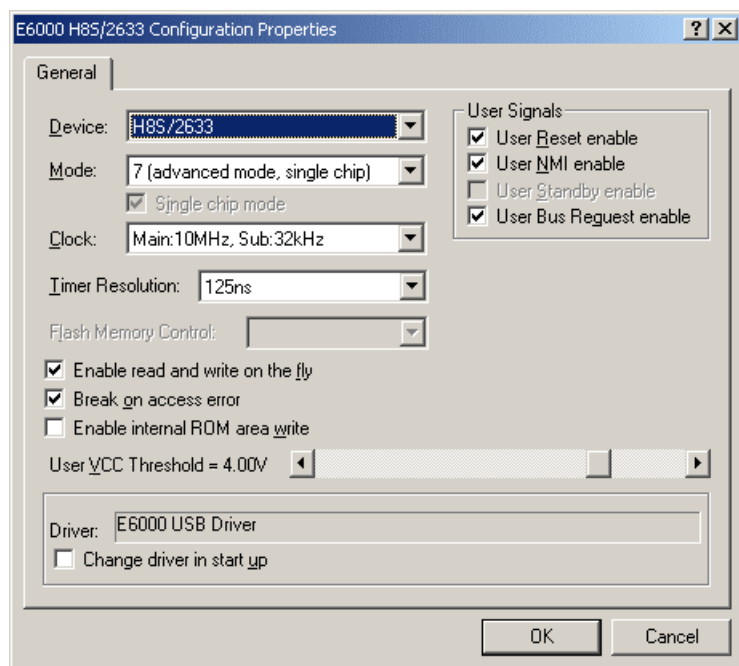 E6000 H8S/2633 Configuration Properties
General
Device: H8S/2633
Mode: 7 (advanced mode, single chip)
Single chip mode
Clock: Main:10MHz, Sub:32kHz
Timer Resolution: 125ns
Flash Memory Control:
Enable read and write on the fly
Break on access error
Enable internal ROM area write
User VCC Threshold = 4.00V
User Signals
User Reset enable
User NMI enable
User Standby enable
User Bus Reguest enable
Driver: E6000 USB Driver
Change driver in start up
OK Cancel